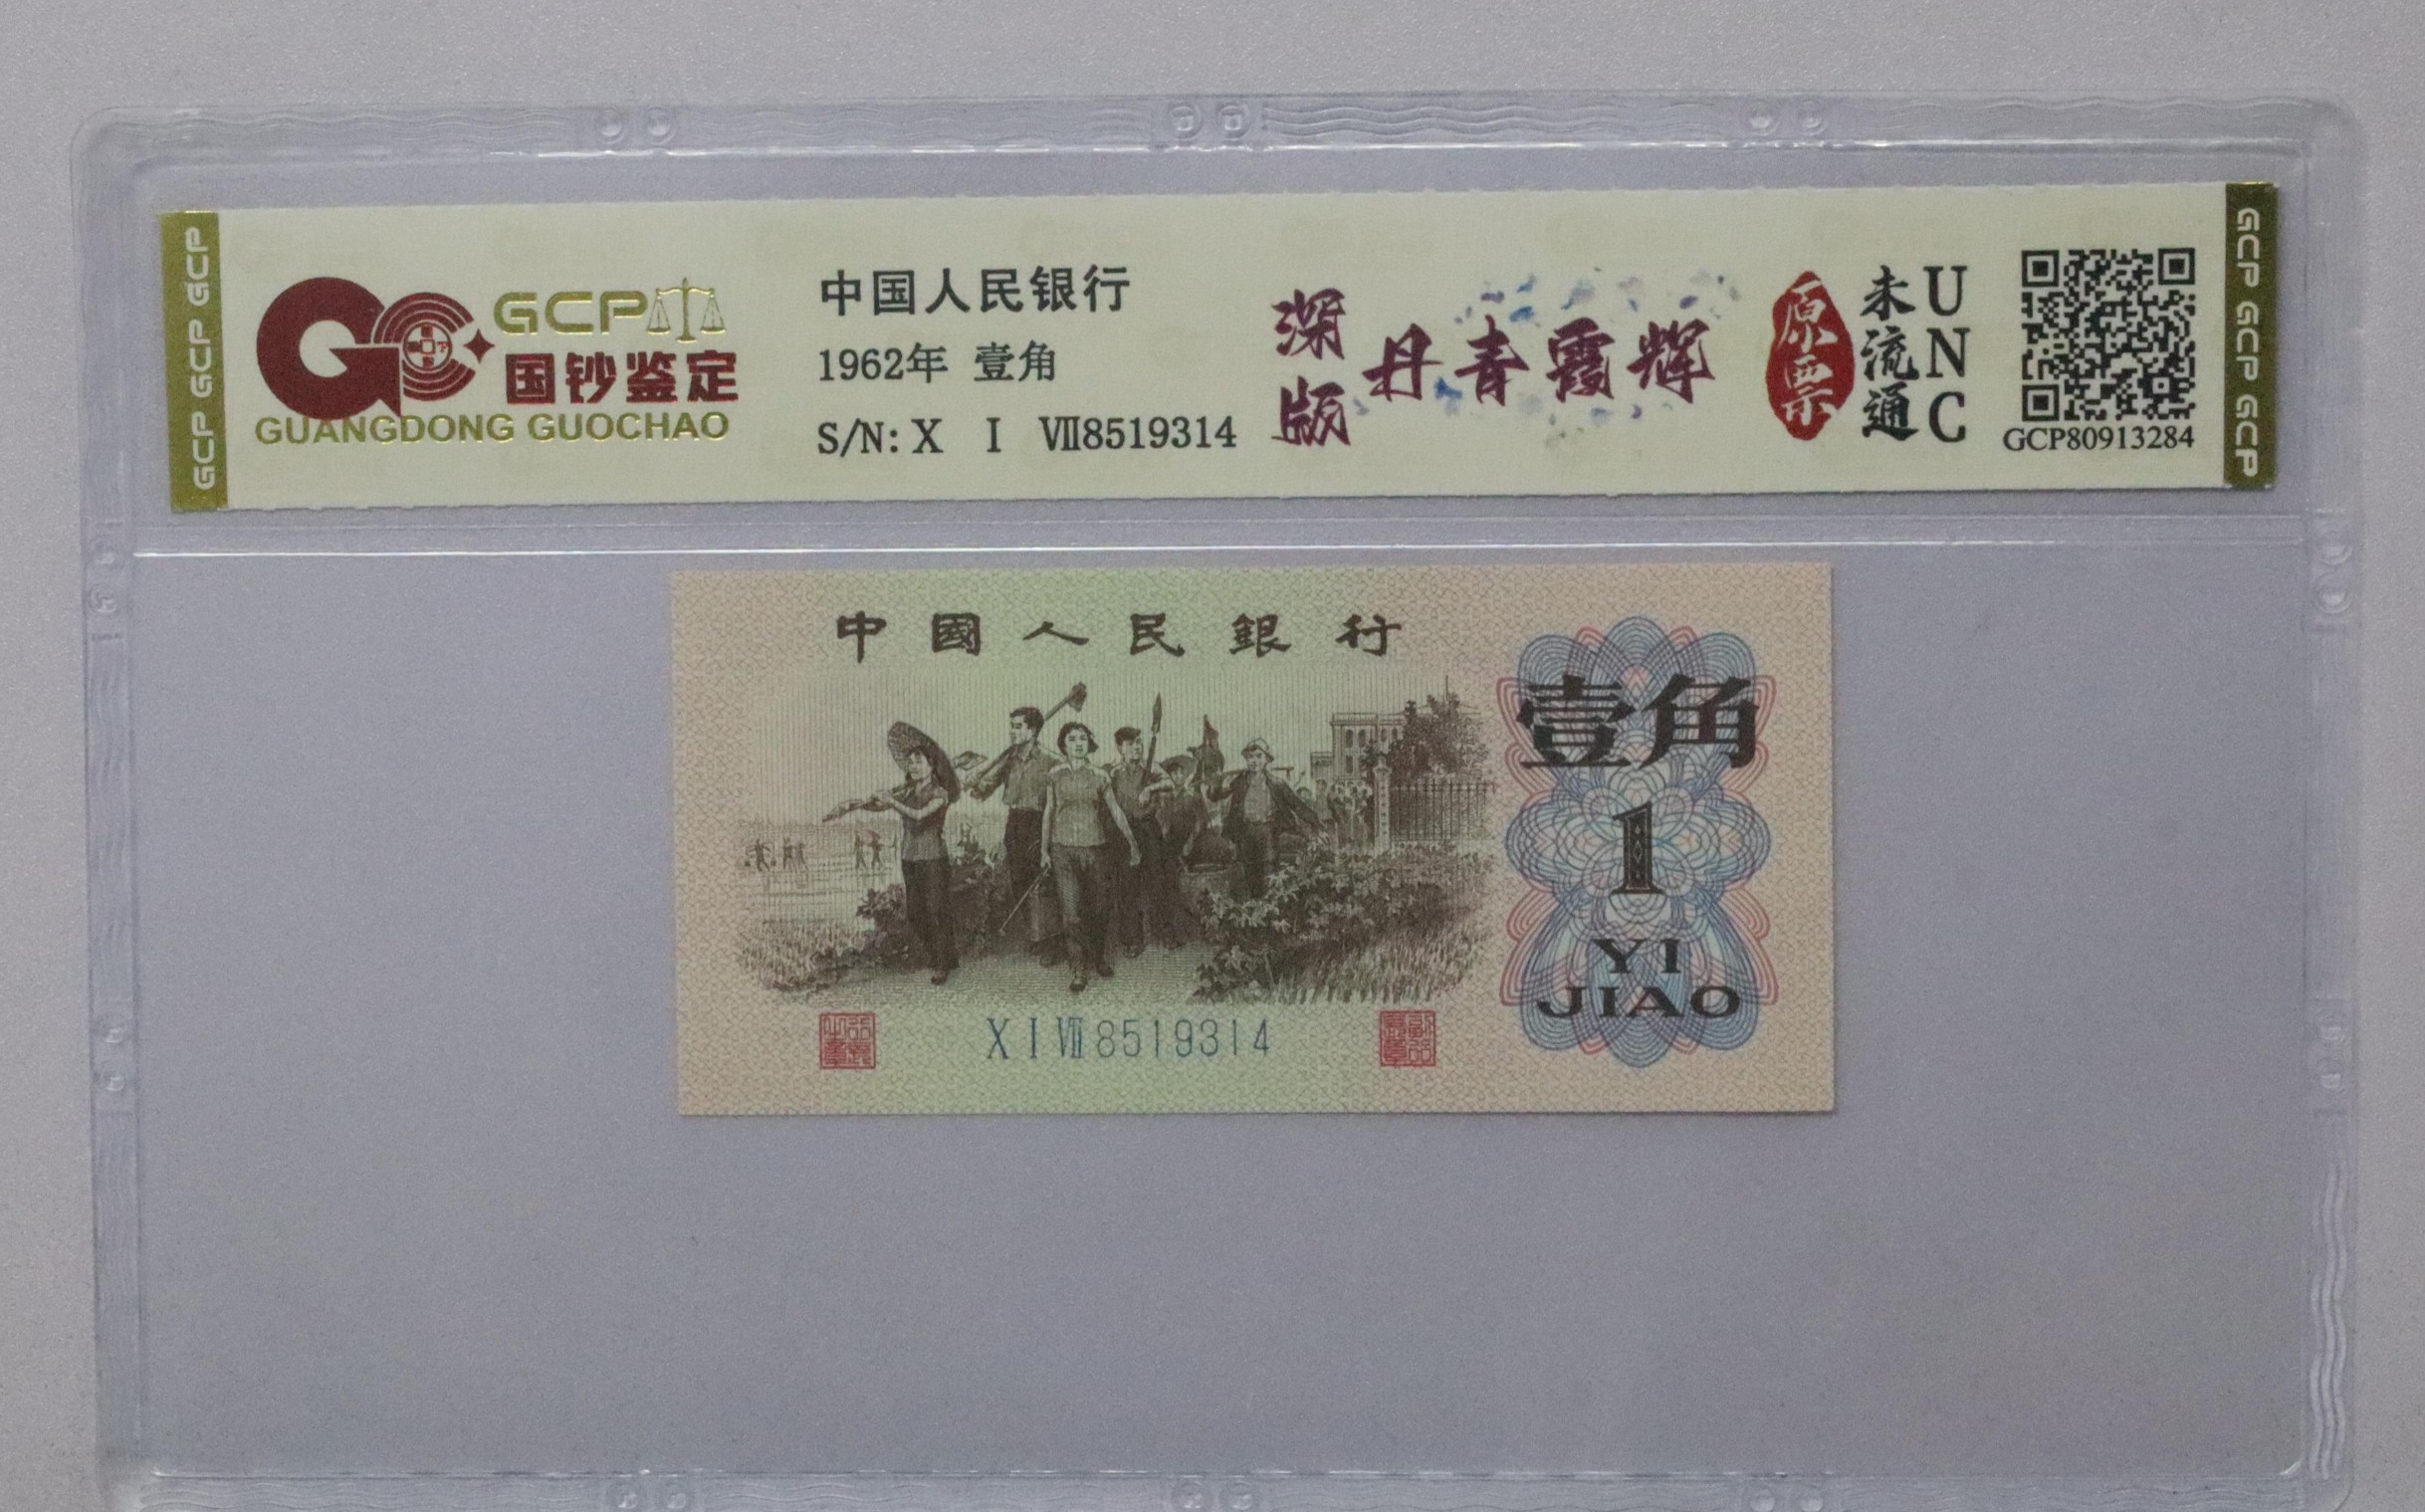 GCP GCP GCP
GCP
国钞鉴定
GUANGDONG GUOCHAO
中国人民银行
1962年 壹角
S/N: X I Ⅶ8519314
深版
丹青霞辉
原票
未流通
UNC
GCP80913284
GCP GCP GCP
中國人民銀行
壹角
1
YI
JIAO
X I Ⅶ 8519314